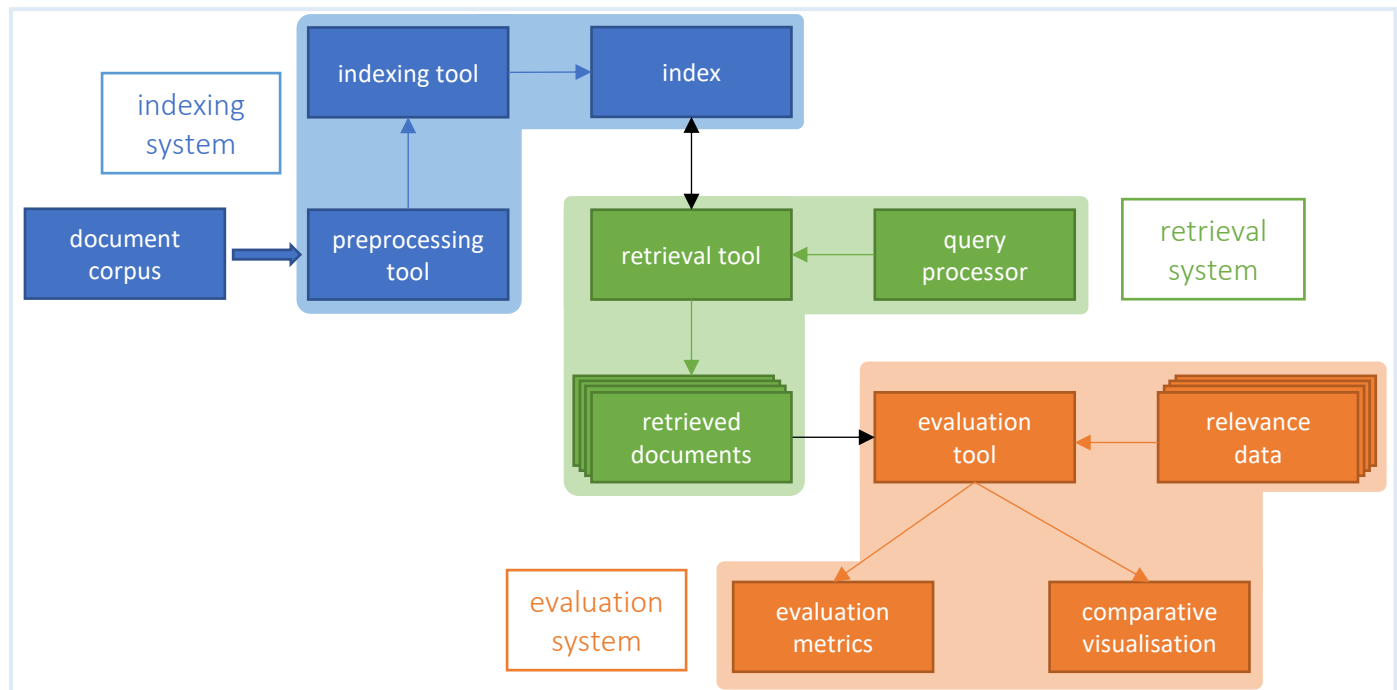 indexing tool
index
indexing
system
document
corpus
preprocessing
tool
retrieval tool
query
processor
retrieval
system
retrieved
documents
evaluation
tool
relevance
data
evaluation
system
evaluation
metrics
comparative
visualisation